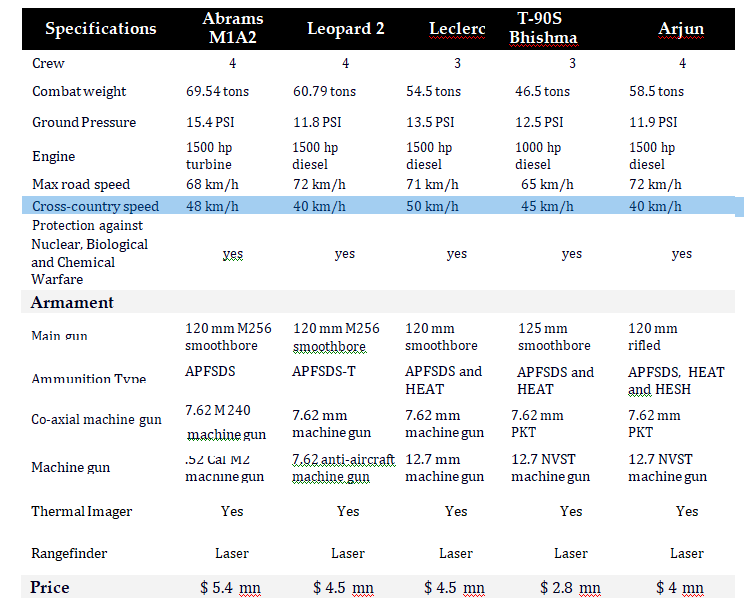 Specifications Abrams M1A2 Leopard 2 Leclerc T-90S Bhishma Arjun
Crew 4 4 3 3 4
Combat weight 69.54 tons 60.79 tons 54.5 tons 46.5 tons 58.5 tons
Ground Pressure 15.4 PSI 11.8 PSI 13.5 PSI 12.5 PSI 11.9 PSI
Engine 1500 hp turbine 1500 hp diesel 1500 hp diesel 1000 hp diesel 1500 hp diesel
Max road speed 68 km/h 72 km/h 71 km/h 65 km/h 72 km/h
Cross-country speed 48 km/h 40 km/h 50 km/h 45 km/h 40 km/h
Protection against Nuclear, Biological and Chemical Warfare yes yes yes yes yes
Armament
Main gun 120 mm M256 smoothbore 120 mm M256 smoothbore 120 mm smoothbore 125 mm smoothbore 120 mm rifled
Ammunition Type APFSDS APFSDS-T APFSDS and HEAT APFSDS and HEAT APFSDS, HEAT and HESH
Co-axial machine gun 7.62 M240 machine gun 7.62 mm machine gun 7.62 mm machine gun 7.62 mm PKT 7.62 mm PKT
Machine gun .52 Cal M2 machine gun 7.62 anti-aircraft machine gun 12.7 mm machine gun 12.7 NVST machine gun 12.7 NVST machine gun
Thermal Imager Yes Yes Yes Yes Yes
Rangefinder Laser Laser Laser Laser Laser
Price $ 5.4 mn $ 4.5 mn $ 4.5 mn $ 2.8 mn $ 4 mn